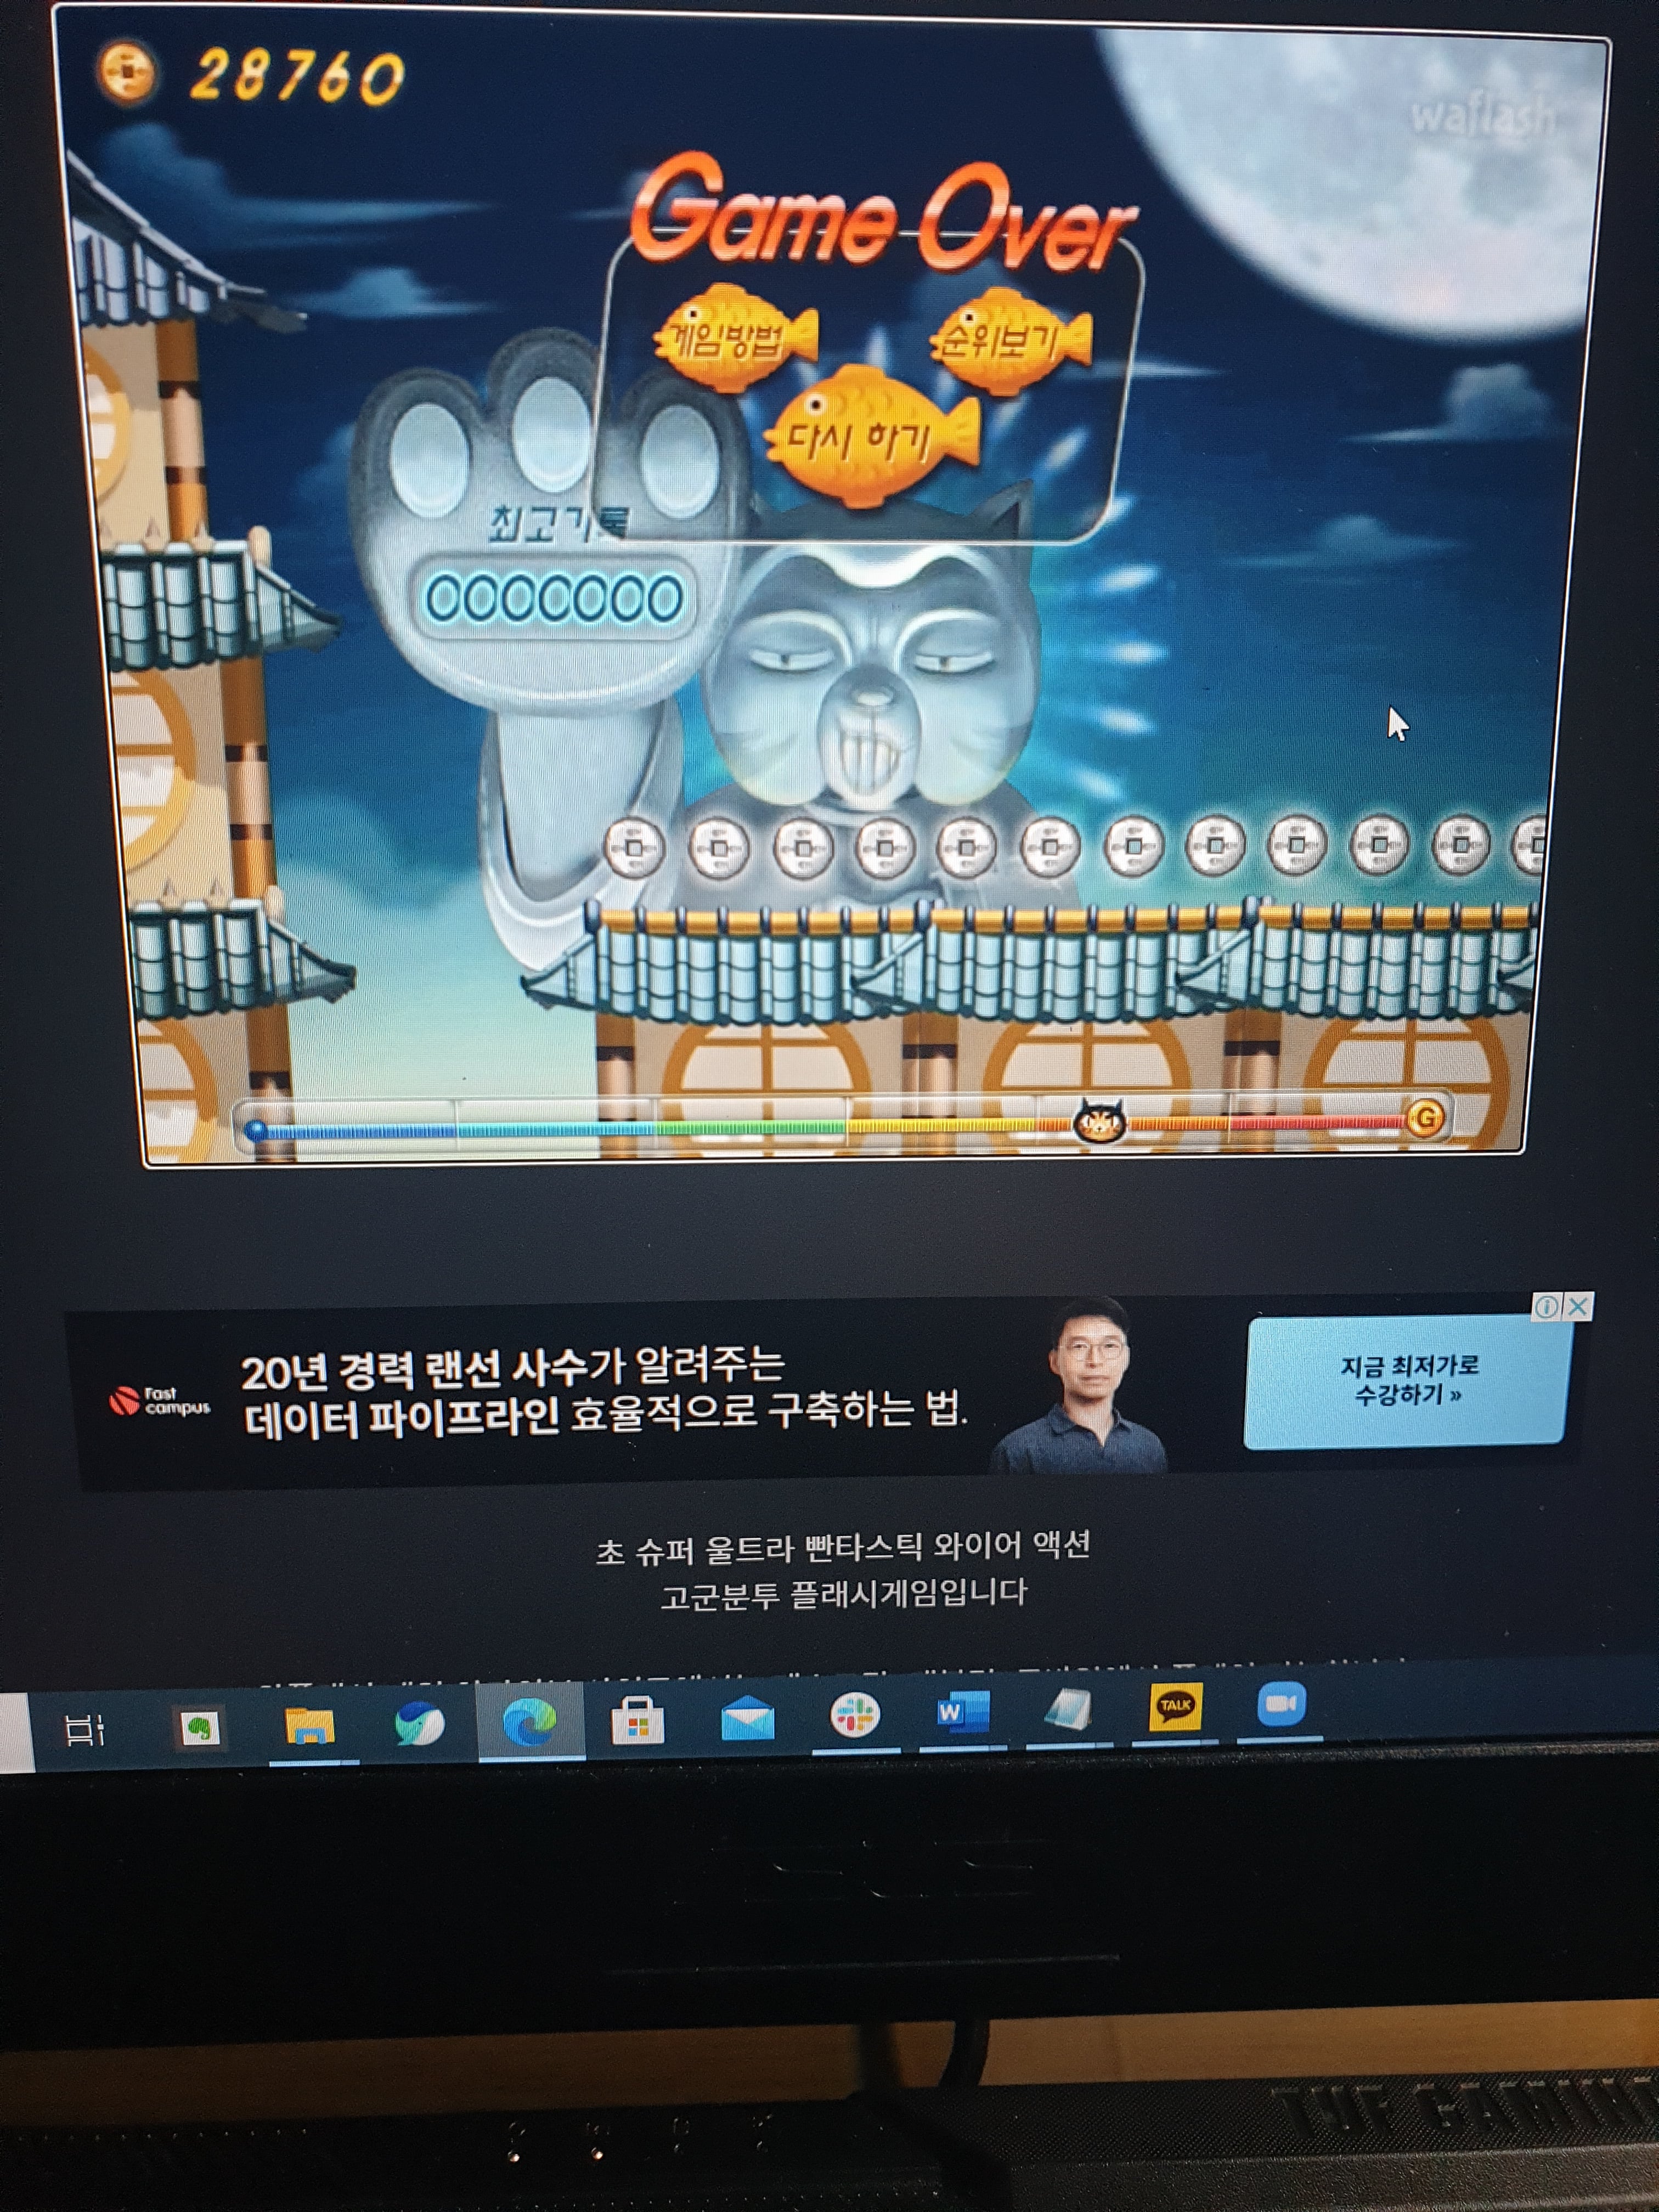 28760
waflash
Game Over
게임방법
순위보기
다시 하기
최고기록
0000000
G
Fast campus
20년 경력 랜선 사수가 알려주는
데이터 파이프라인 효율적으로 구축하는 법.
지금 최저가로
수강하기 »
초 슈퍼 울트라 빤타스틱 와이어 액션
고군분투 플래시게임입니다
W
TALK
TUF GAMING